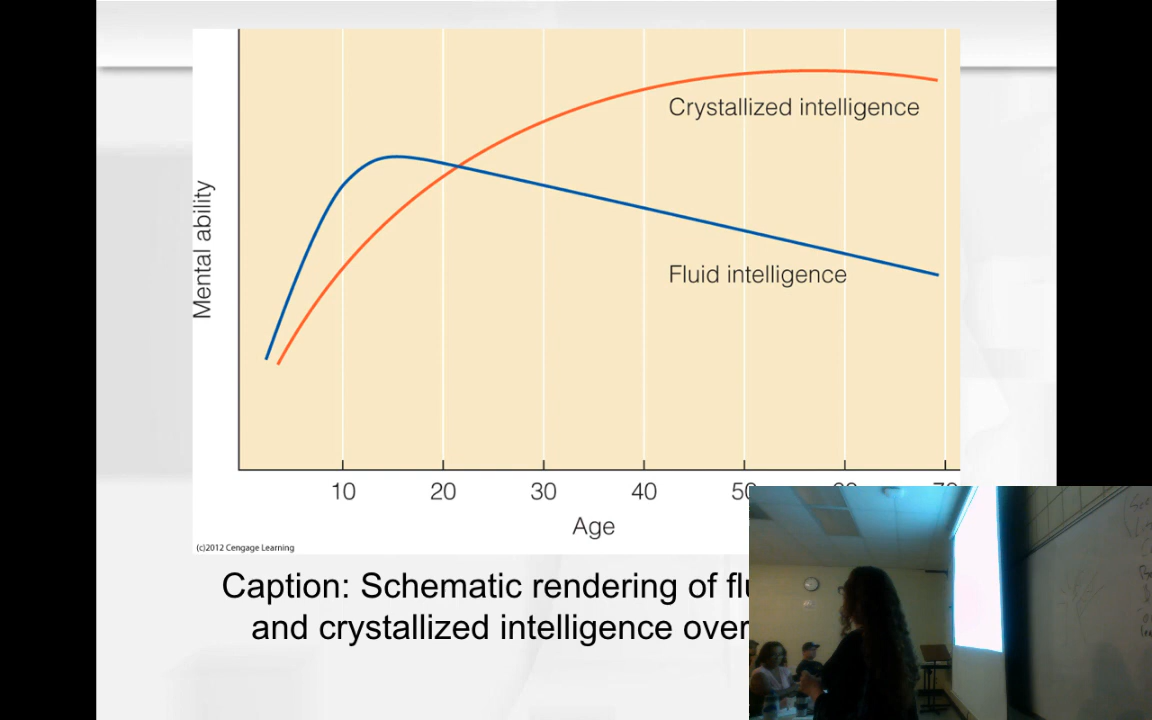 Crystallized intelligence
Mental ability
Fluid intelligence
10 20 30 40
Age
(c)2012 Cengage Learning
Caption: Schematic rendering of
and crystallized intelligence over